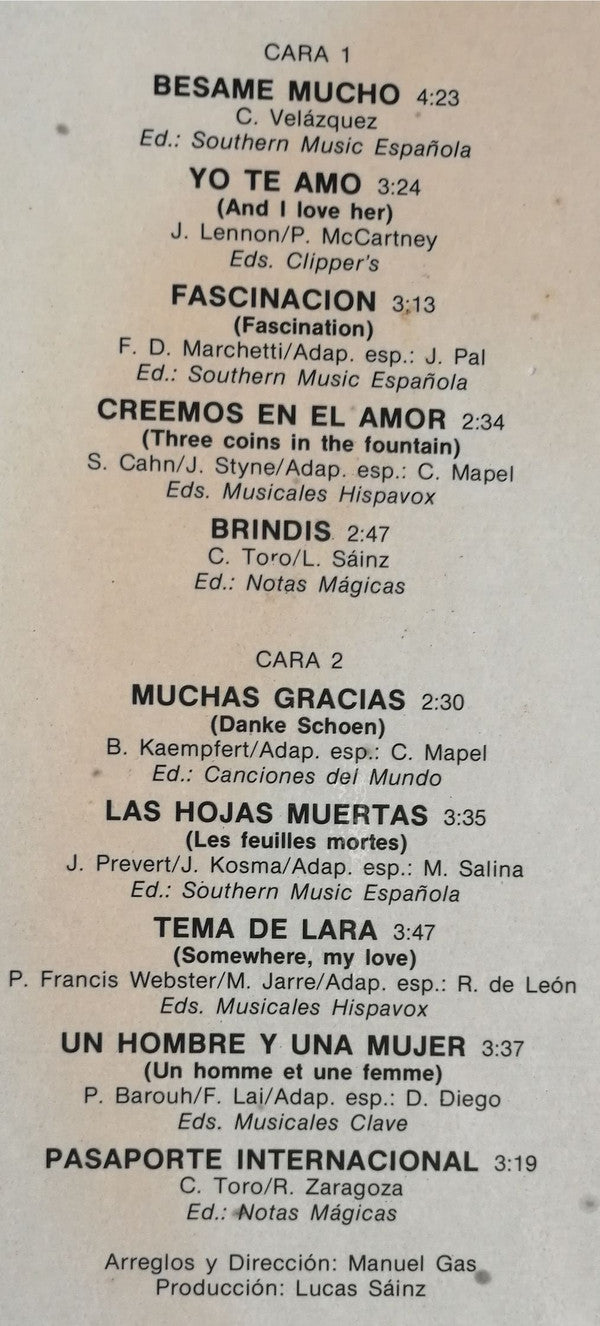 CARA 1
BESAME MUCHO 4:23
C. Velázquez
Ed.: Southern Music Española
YO TE AMO 3:24
(And I love her)
J. Lennon/P. McCartney
Eds. Clipper's
FASCINACION 3:13
(Fascination)
F. D. Marchetti/Adap. esp.: J. Pal
Ed.: Southern Music Española
CREEMOS EN EL AMOR 2:34
(Three coins in the fountain)
S. Cahn/J. Styne/Adap. esp.: C. Mapel
Eds. Musicales Hispavox
BRINDIS 2:47
C. Toro/L. Sáinz
Ed.: Notas Mágicas
CARA 2
MUCHAS GRACIAS 2:30
(Danke Schoen)
B. Kaempfert/Adap. esp.: C. Mapel
Ed.: Canciones del Mundo
LAS HOJAS MUERTAS 3:35
(Les feuilles mortes)
J. Prevert/J. Kosma/Adap. esp.: M. Salina
Ed.: Southern Music Española
TEMA DE LARA 3:47
(Somewhere, my love)
P. Francis Webster/M. Jarre/Adap. esp.: R. de León
Eds. Musicales Hispavox
UN HOMBRE Y UNA MUJER 3:37
(Un homme et une femme)
P. Barouh/F. Lai/Adap. esp.: D. Diego
Eds. Musicales Clave
PASAPORTE INTERNACIONAL 3:19
C. Toro/R. Zaragoza
Ed.: Notas Mágicas
Arreglos y Dirección: Manuel Gas
Producción: Lucas Sáinz